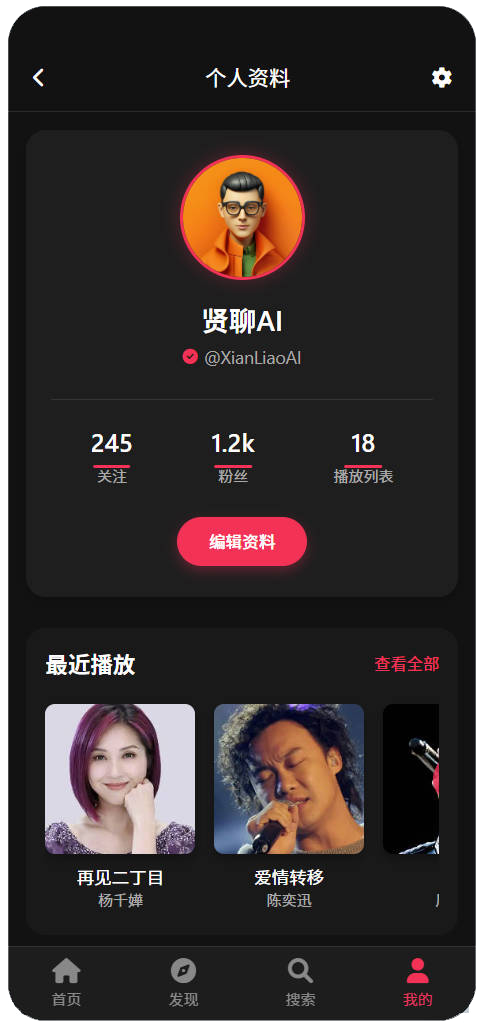 个人资料
贤聊AI
@XianLiaoAI
245 1.2k 18
关注 粉丝 播放列表
编辑资料
最近播放 查看全部
再见二丁目 爱情转移
杨千嬅 陈奕迅
首页 发现 搜索 我的